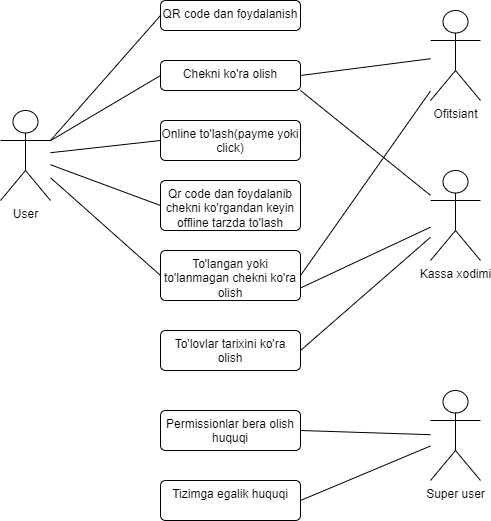 QR code dan foydalanish
Chekni ko'ra olish
Ofitsiant
Online to'lash(payme yoki
click)
User
Qr code dan foydalanib
chekni ko'rgandan keyin
offline tarzda to'lash
To'langan yoki
to'lanmagan chekni ko'ra
olish
Kassa xodimi
To'lovlar tarixini ko'ra
olish
Permissionlar bera olish
huquqi
Tizimga egalik huquqi
Super user